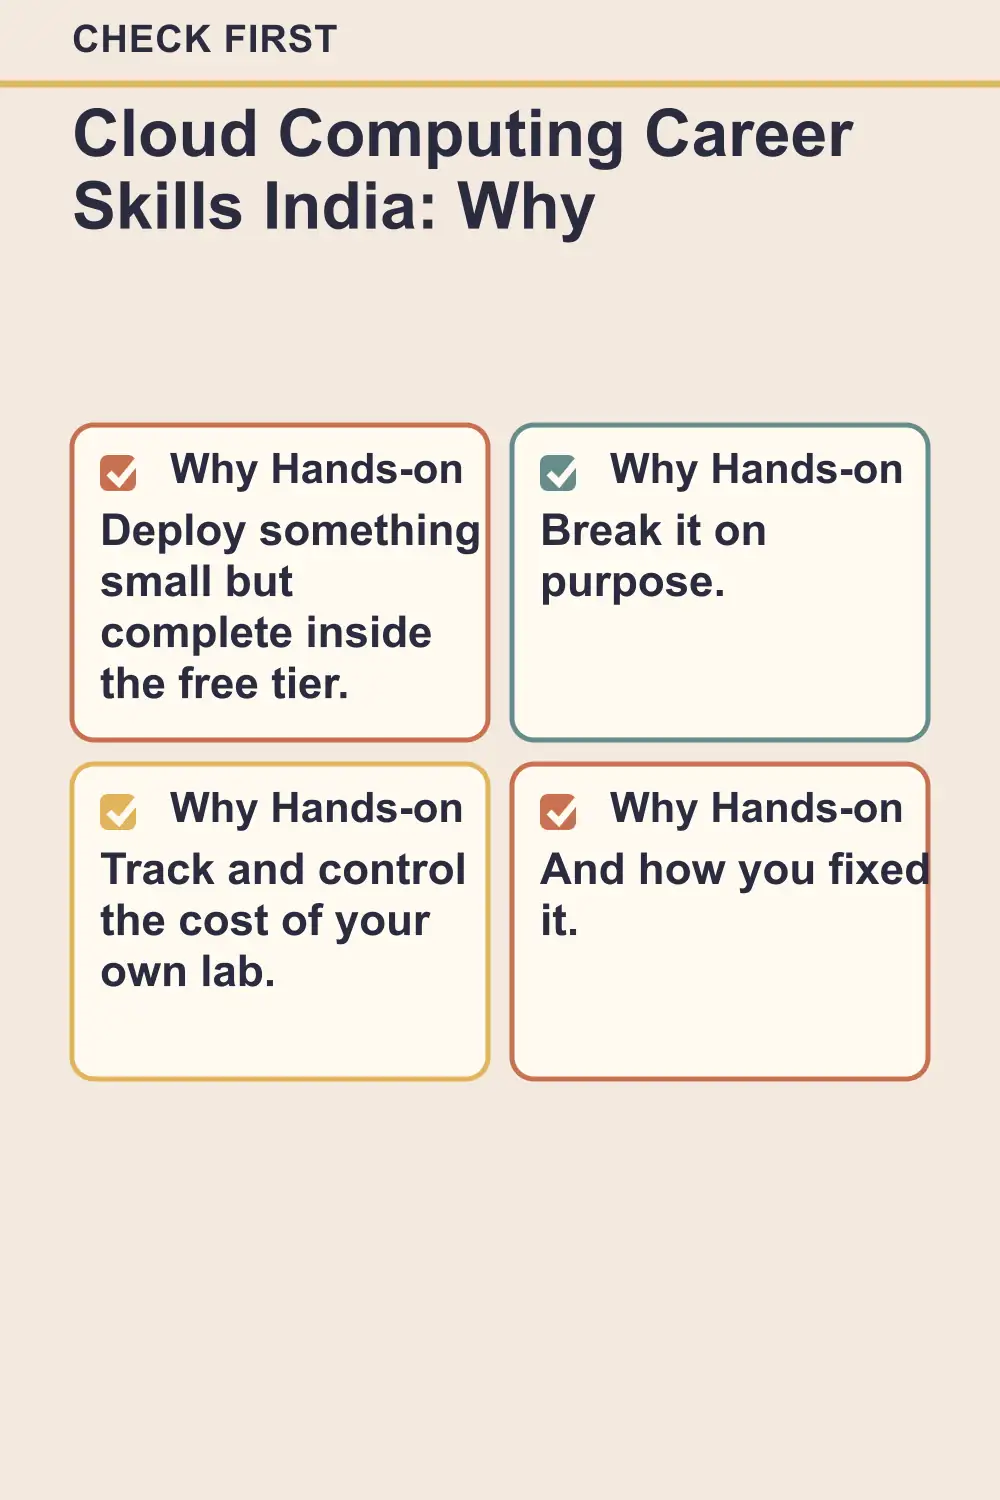 CHECK FIRST
Cloud Computing Career
Skills India: Why
Why Hands-on
Deploy something
small but
complete inside
the free tier.
Why Hands-on
Break it on
purpose.
Why Hands-on
Track and control
the cost of your
own lab.
Why Hands-on
And how you fixed
it.